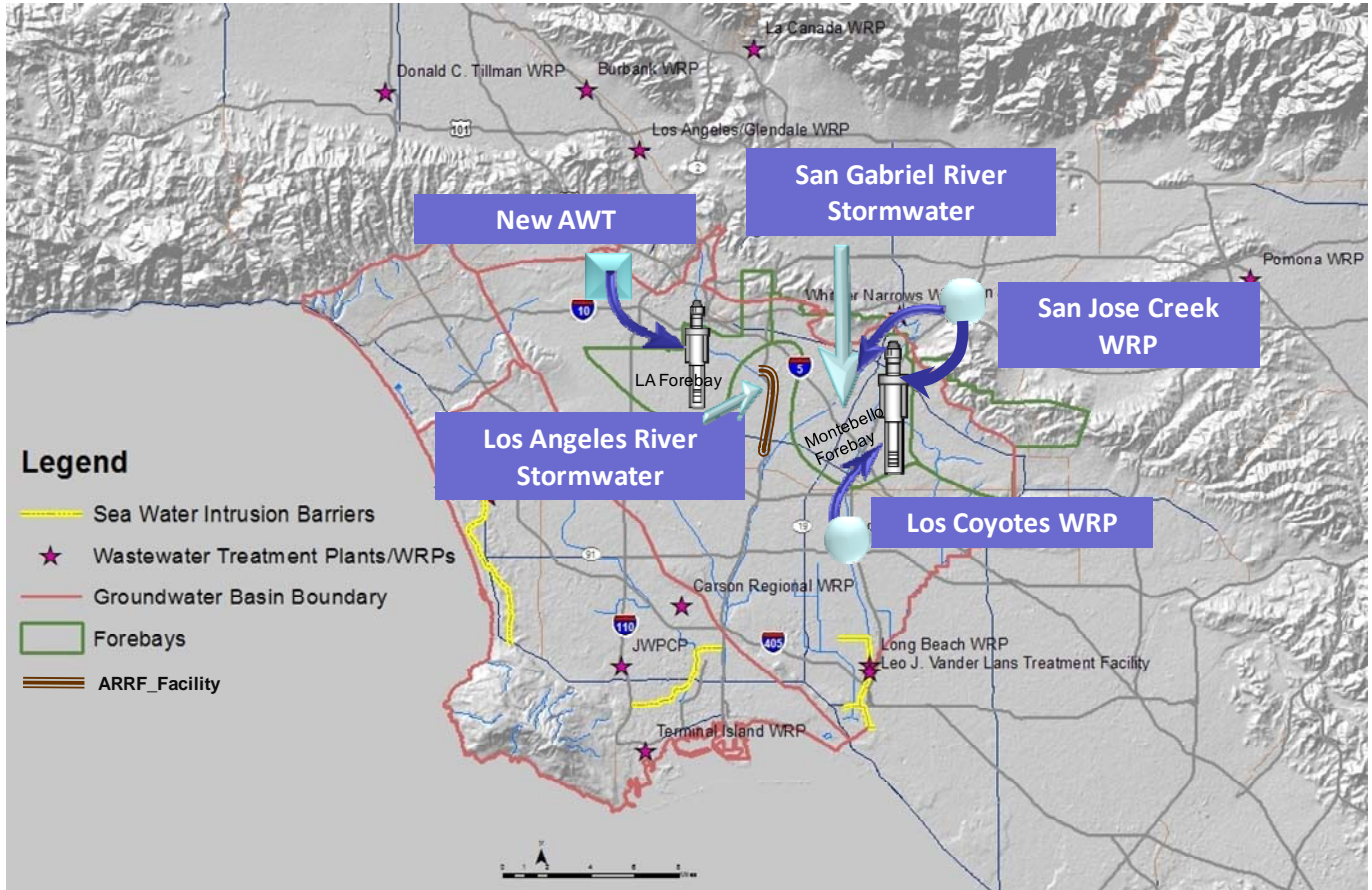 La Canada WRP
Donald C. Tillman WRP
Burbank WRP
101
Los Angeles/Glendale WRP
2
San Gabriel River
Stormwater
New AWT
Pomona WRP
10
San Jose Creek
WRP
5
LA Forebay
Montebello
Forebay
Los Angeles River
Stormwater
Legend
Sea Water Intrusion Barriers
Wastewater Treatment Plants/WRPs
Groundwater Basin Boundary
Forebays
ARRF_Facility
19
Los Coyotes WRP
91
Carson Regional WRP
110
405
JWPCP
Long Beach WRP
Leo J. Vander Lans Treatment Facility
Terminal Island WRP